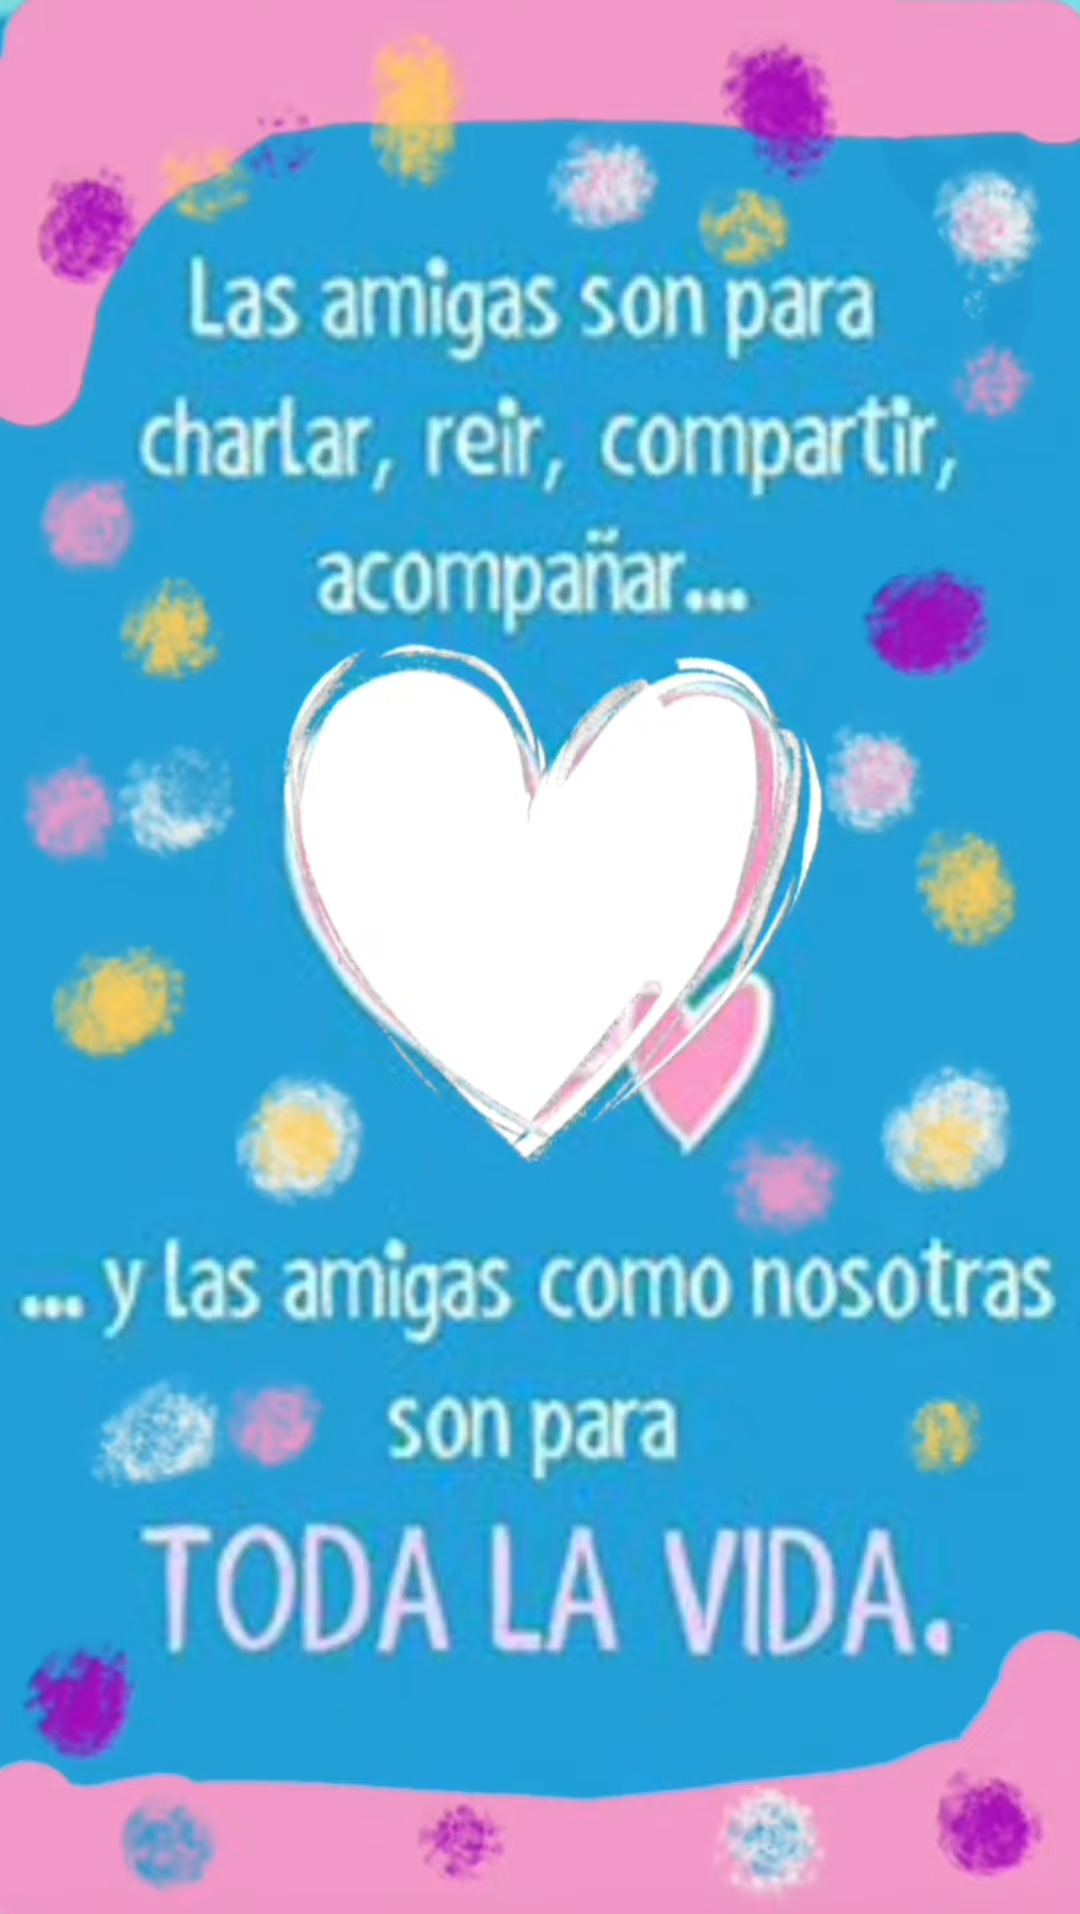 Las amigas son para
charlar, reir, compartir,
acompañar...
... y las amigas como nosotras
son para
TODA LA VIDA.